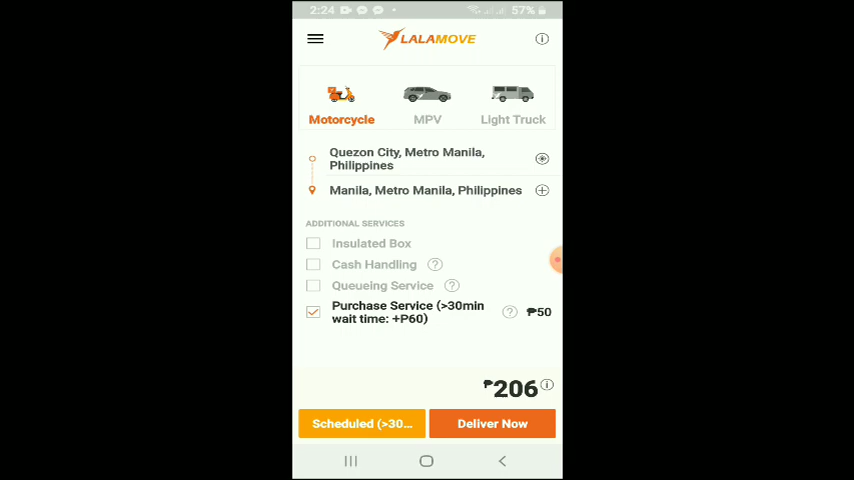 2:24
57%
LALAMOVE
Motorcycle
MPV
Light Truck
Quezon City, Metro Manila,
Philippines
Manila, Metro Manila, Philippines
ADDITIONAL SERVICES
Insulated Box
Cash Handling ?
Queueing Service ?
Purchase Service (>30min
wait time: +P60) ? ₱50
₱206
Scheduled (>30...
Deliver Now